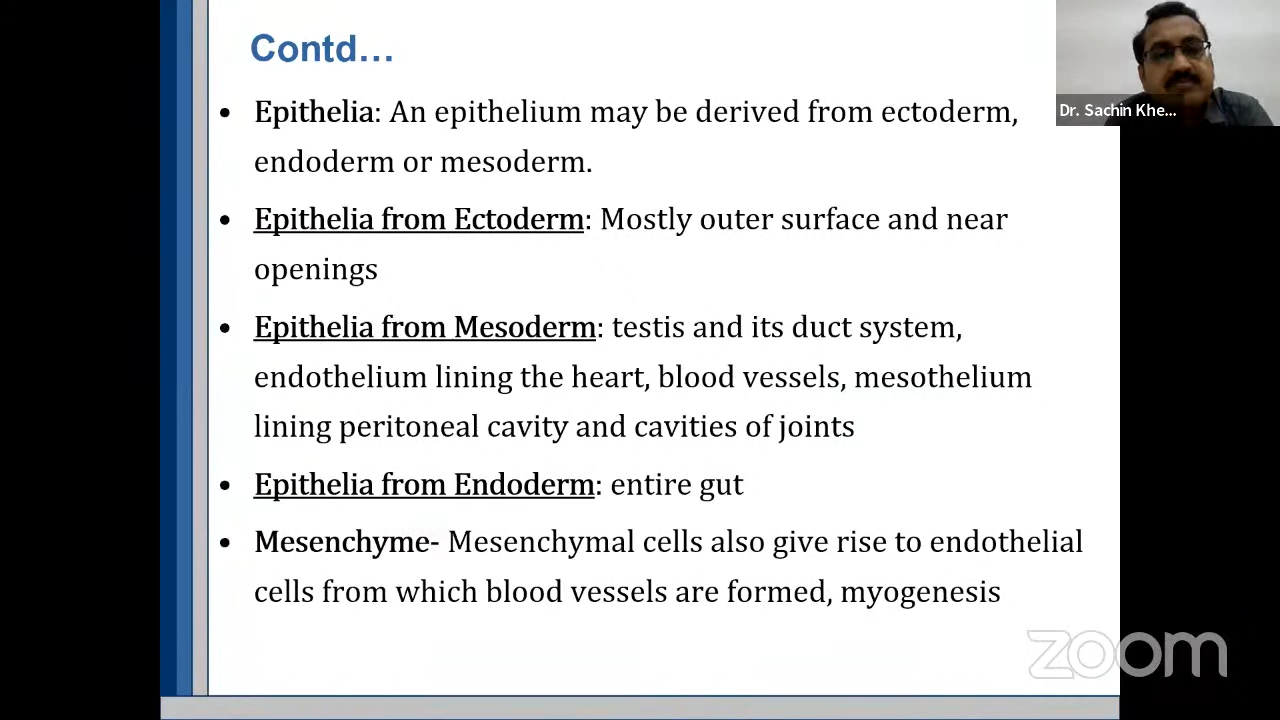 Contd...
• Epithelia: An epithelium may be derived from ectoderm,
endoderm or mesoderm.
• Epithelia from Ectoderm: Mostly outer surface and near
openings
• Epithelia from Mesoderm: testis and its duct system,
endothelium lining the heart, blood vessels, mesothelium
lining peritoneal cavity and cavities of joints
• Epithelia from Endoderm: entire gut
• Mesenchyme- Mesenchymal cells also give rise to endothelial
cells from which blood vessels are formed, myogenesis
Dr. Sachin Khe...
zoom